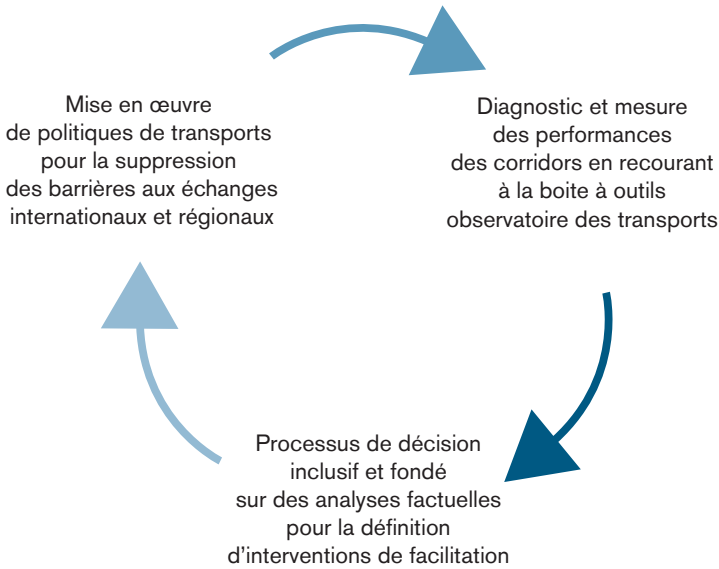 Mise en œuvre
de politiques de transports
pour la suppression
des barrières aux échanges
internationaux et régionaux
Diagnostic et mesure
des performances
des corridors en recourant
à la boite à outils
observatoire des transports
Processus de décision
inclusif et fondé
sur des analyses factuelles
pour la définition
d'interventions de facilitation